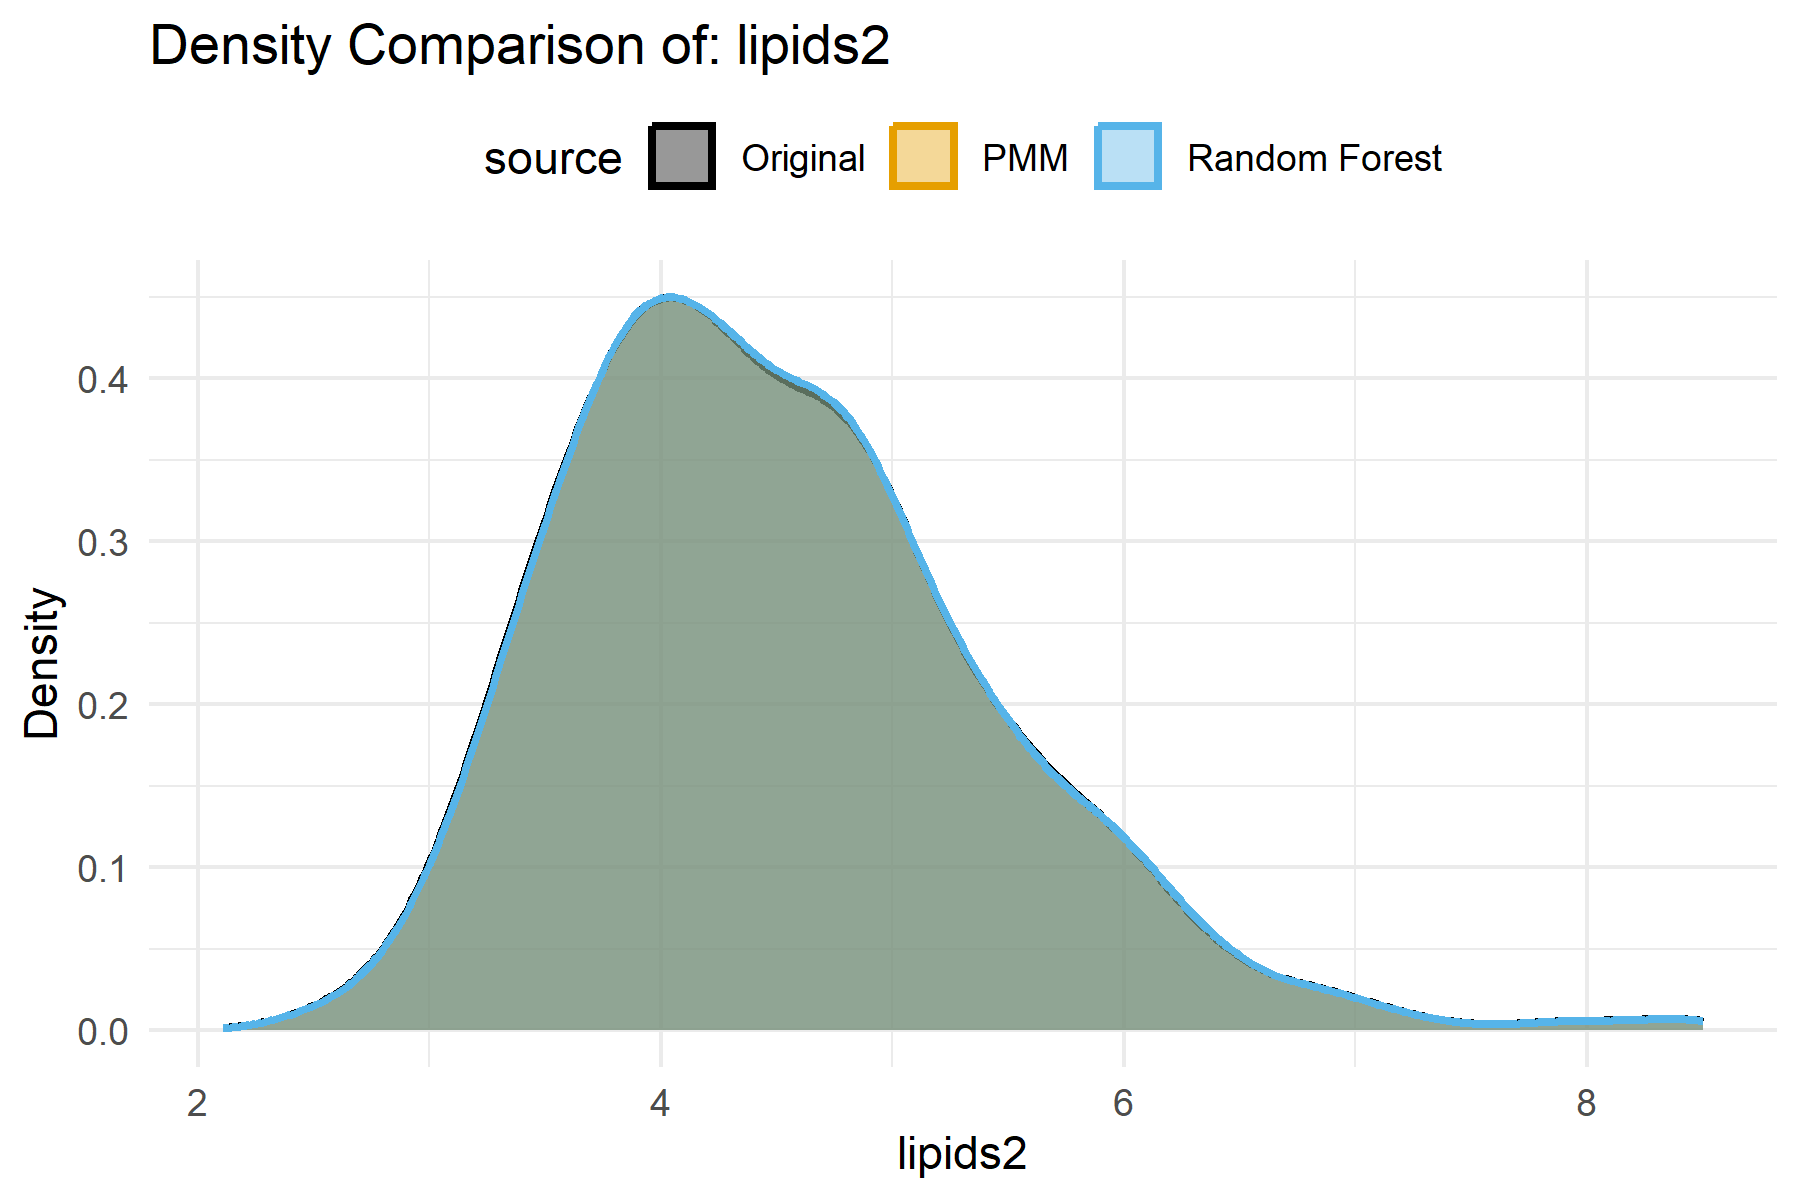 Density Comparison of: lipids2
source Original PMM Random Forest
Density
0.4
0.3
0.2
0.1
0.0
2 4 6 8
lipids2